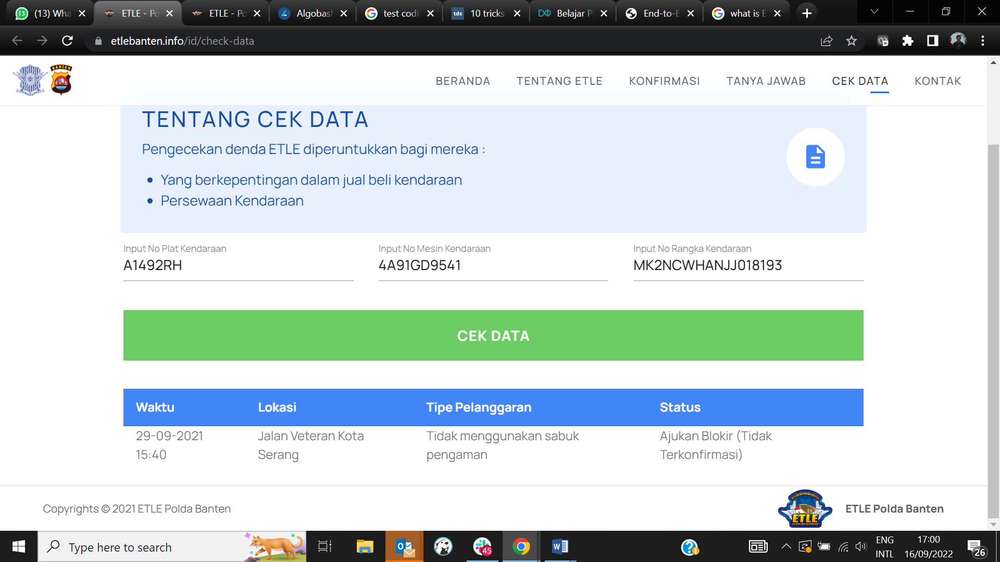 (13) Wha
ETLE - Po
ETLE - Po
Algobash
test codi
tds
10 tricks
Belajar Py
End-to-E
what is E
etlebanten.info/id/check-data
BANTEN
BERANDA
TENTANG ETLE
KONFIRMASI
TANYA JAWAB
CEK DATA
KONTAK
TENTANG CEK DATA
Pengecekan denda ETLE diperuntukkan bagi mereka :
Yang berkepentingan dalam jual beli kendaraan
Persewaan Kendaraan
Input No Plat Kendaraan
A1492RH
Input No Mesin Kendaraan
4A91GD9541
Input No Rangka Kendaraan
MK2NCWHANJJ018193
CEK DATA
Waktu Lokasi Tipe Pelanggaran Status
29-09-2021 Jalan Veteran Kota Tidak menggunakan sabuk Ajukan Blokir (Tidak
15:40 Serang pengaman Terkonfirmasi)
Copyrights © 2021 ETLE Polda Banten
ETLE
ETLE Polda Banten
Type here to search
45
ENG
INTL
17:00
16/09/2022
26